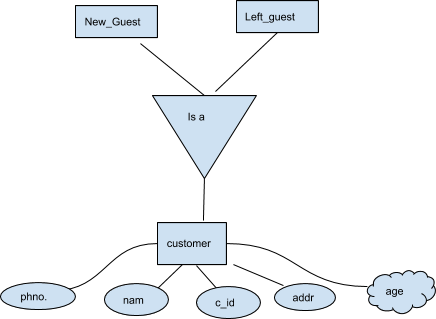 New_Guest
Left_guest
Is a
customer
phno.
nam
c_id
addr
age